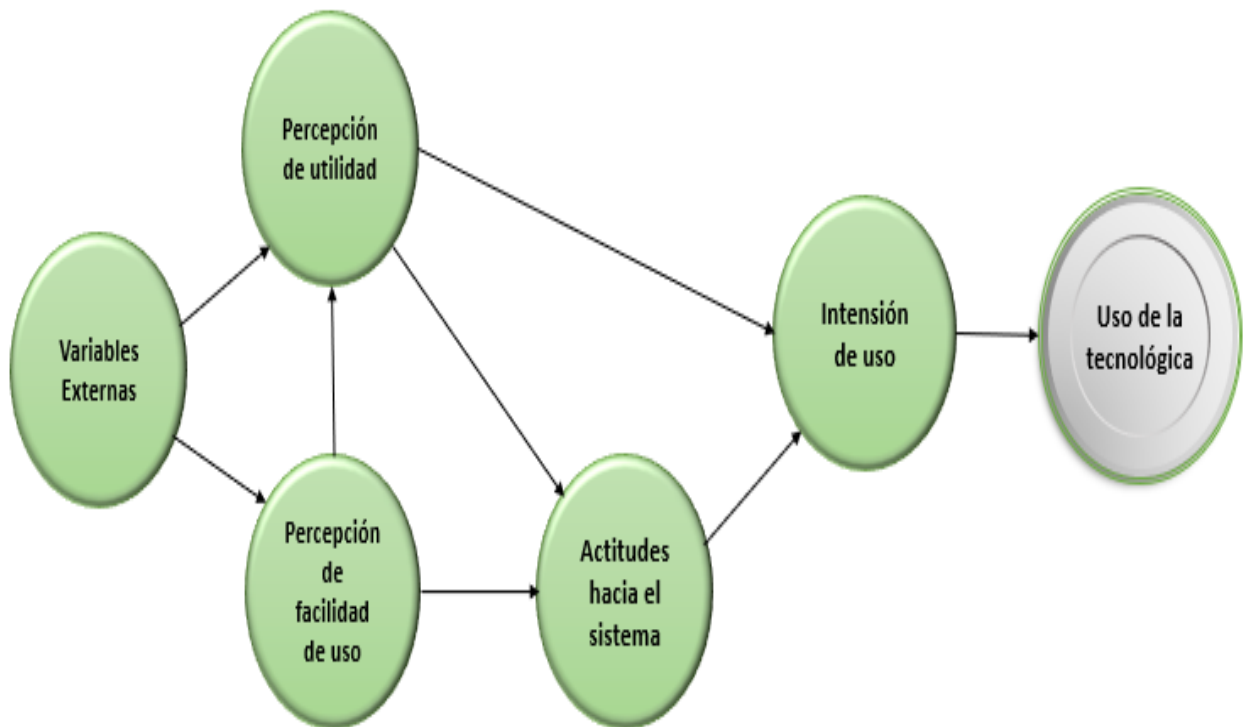 Percepción
de utilidad
Variables
Externas
Percepción
de
facilidad
de uso
Actitudes
hacia el
sistema
Intensión
de uso
Uso de la
tecnológica